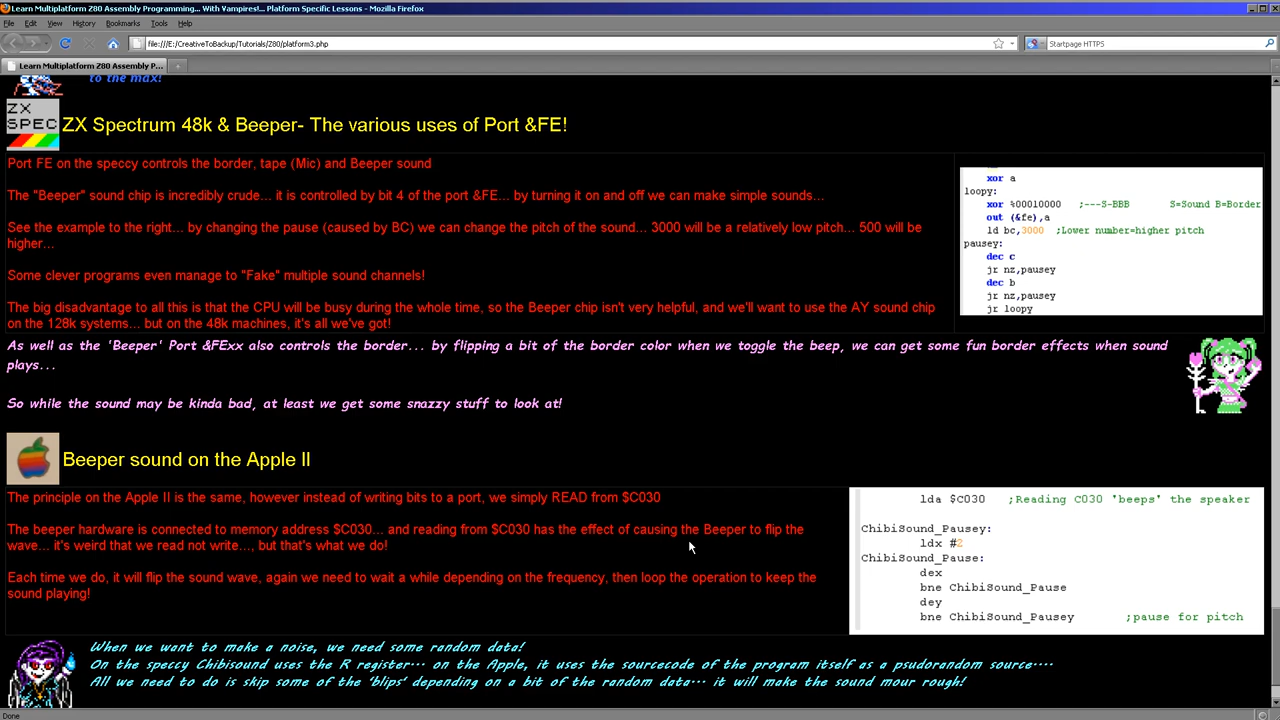 Learn Multiplatform Z80 Assembly Programming... With Vampires!... Platform Specific Lessons - Mozilla Firefox
File Edit View History Bookmarks Tools Help
file:///E:/CreativeToBackup/Tutorials/Z80/platform3.php
Startpage HTTPS
Learn Multiplatform Z80 Assembly P...
to the max!
ZX
SPEC
ZX Spectrum 48k & Beeper- The various uses of Port &FE!
Port FE on the speccy controls the border, tape (Mic) and Beeper sound
The "Beeper" sound chip is incredibly crude... it is controlled by bit 4 of the port &FE... by turning it on and off we can make simple sounds...
See the example to the right... by changing the pause (caused by BC) we can change the pitch of the sound... 3000 will be a relatively low pitch... 500 will be
higher...
Some clever programs even manage to "Fake" multiple sound channels!
The big disadvantage to all this is that the CPU will be busy during the whole time, so the Beeper chip isn't very helpful, and we'll want to use the AY sound chip
on the 128k systems... but on the 48k machines, it's all we've got!
xor a
loopy:
xor %00010000 ;---S-BBB S=Sound B=Border
out (&fe),a
ld bc,3000 ;Lower number=higher pitch
pausey:
dec c
jr nz,pausey
dec b
jr nz,pausey
jr loopy
As well as the 'Beeper' Port &FExx also controls the border... by flipping a bit of the border color when we toggle the beep, we can get some fun border effects when sound
plays...
So while the sound may be kinda bad, at least we get some snazzy stuff to look at!
Beeper sound on the Apple II
The principle on the Apple II is the same, however instead of writing bits to a port, we simply READ from $C030
The beeper hardware is connected to memory address $C030... and reading from $C030 has the effect of causing the Beeper to flip the
wave... it's weird that we read not write..., but that's what we do!
Each time we do, it will flip the sound wave, again we need to wait a while depending on the frequency, then loop the operation to keep the
sound playing!
lda $C030 ;Reading C030 'beeps' the speaker
ChibiSound_Pausey:
ldx #2
ChibiSound_Pause:
dex
bne ChibiSound_Pause
dey
bne ChibiSound_Pausey ;pause for pitch
When we want to make a noise, we need some random data!
On the speccy Chibisound uses the R register... on the Apple, it uses the sourcecode of the program itself as a psudorandom source....
All we need to do is skip some of the 'blips' depending on a bit of the random data... it will make the sound mour rough!
Done